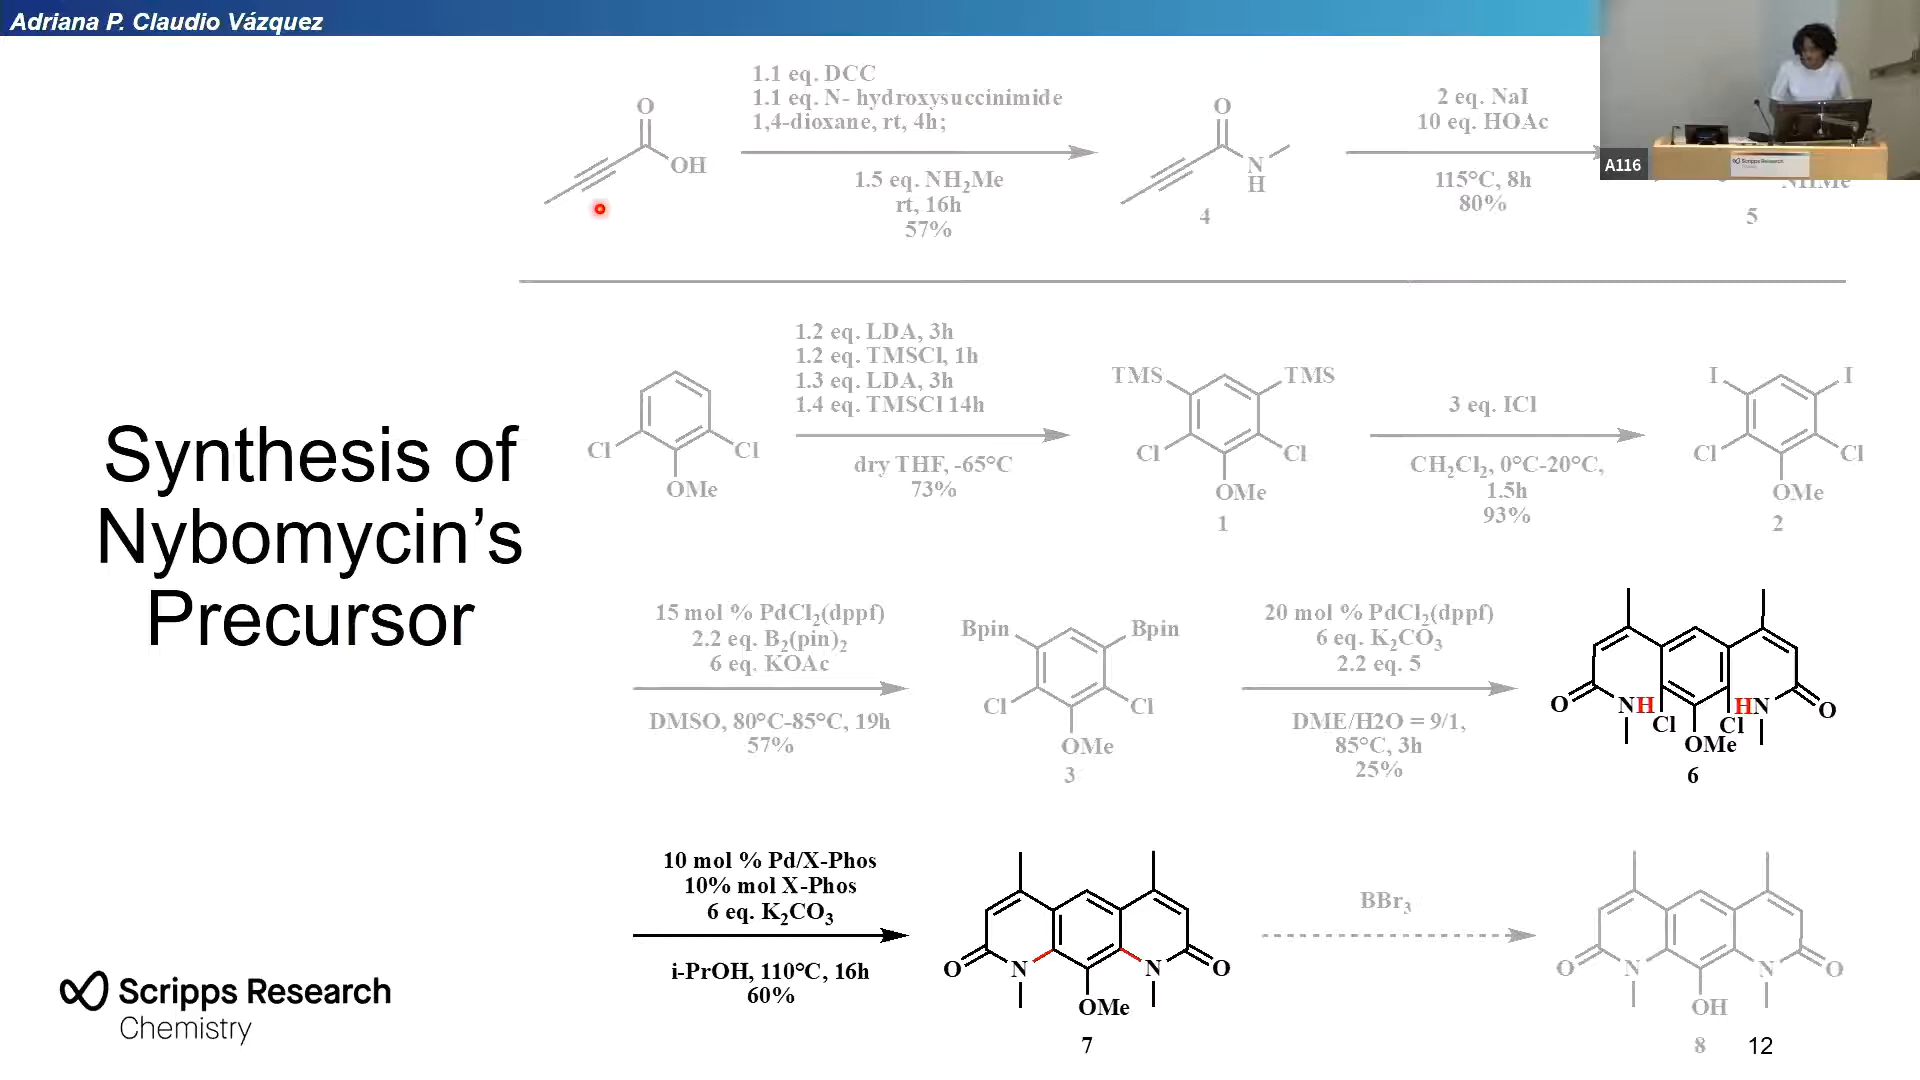 Adriana P. Claudio Vázquez
1.1 eq. DCC
1.1 eq. N- hydroxysuccinimide
1,4-dioxane, rt, 4h;
1.5 eq. NH₂Me
rt, 16h
57%
O
OH
O
N
H
4
2 eq. NaI
10 eq. HOAc
115°C, 8h
80%
NHMe
5
A116
Scripps Research
Cl
Cl
OMe
1.2 eq. LDA, 3h
1.2 eq. TMSCl, 1h
1.3 eq. LDA, 3h
1.4 eq. TMSCl 14h
dry THF, -65°C
73%
TMS
TMS
Cl
Cl
OMe
1
3 eq. ICl
CH₂Cl₂, 0°C-20°C,
1.5h
93%
I
I
Cl
Cl
OMe
2
Synthesis of
Nybomycin’s
Precursor
15 mol % PdCl₂(dppf)
2.2 eq. B₂(pin)₂
6 eq. KOAc
DMSO, 80°C-85°C, 19h
57%
Bpin
Bpin
Cl
Cl
OMe
3
20 mol % PdCl₂(dppf)
6 eq. K₂CO₃
2.2 eq. 5
DME/H2O = 9/1,
85°C, 3h
25%
O
NH
Cl
HN
Cl
O
OMe
6
10 mol % Pd/X-Phos
10% mol X-Phos
6 eq. K₂CO₃
i-PrOH, 110°C, 16h
60%
O
N
N
O
OMe
7
BBr₃
O
N
N
O
OH
8
12
Scripps Research
Chemistry